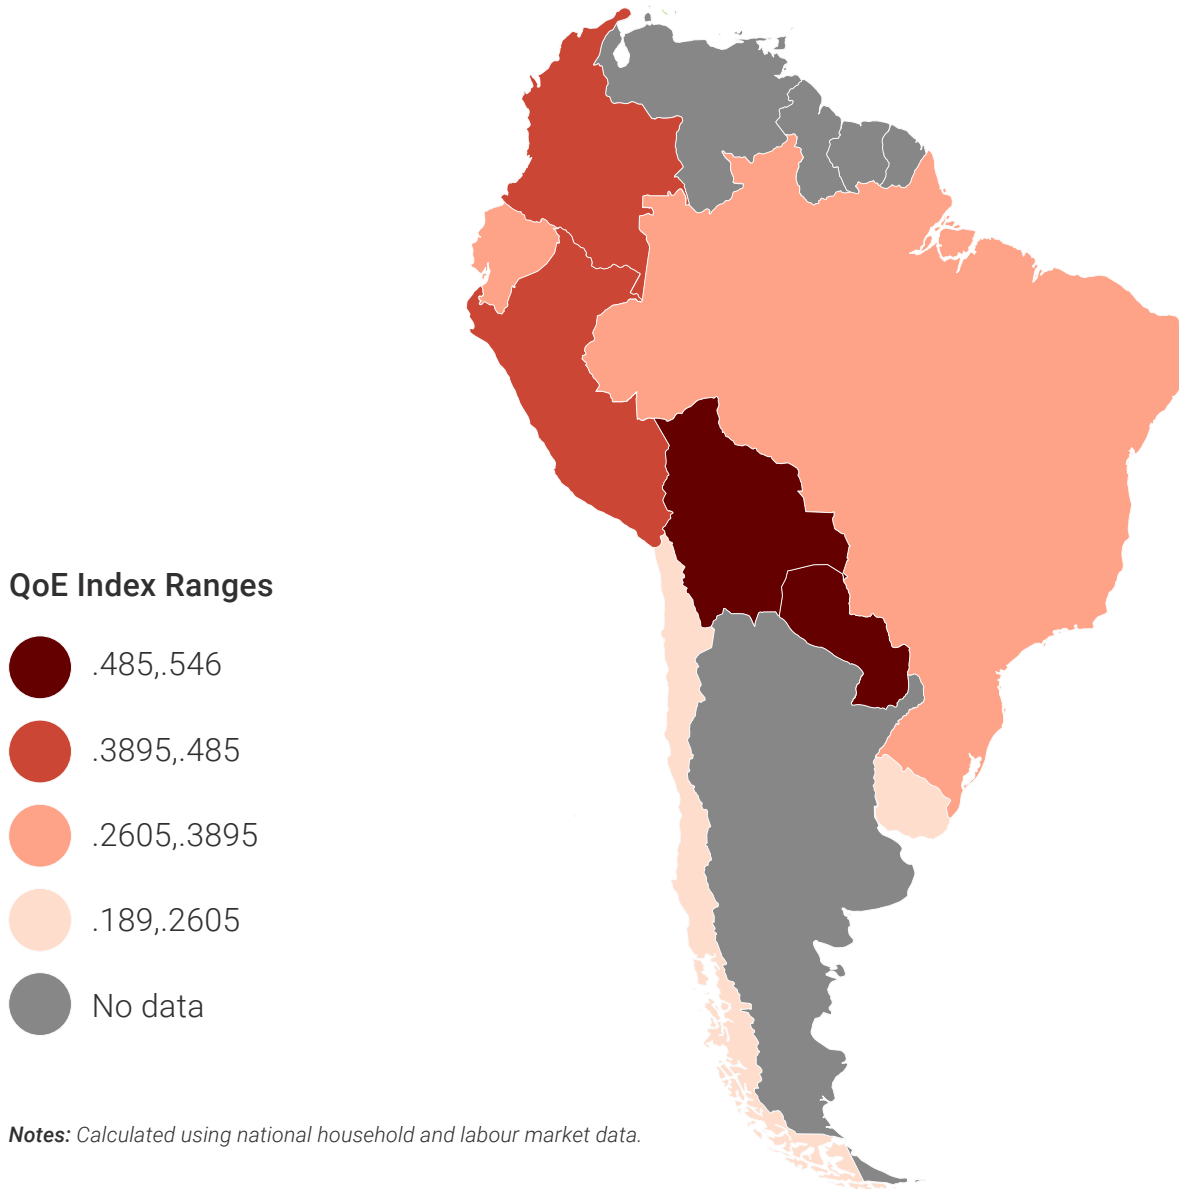 QoE Index Ranges
.485,.546
.3895,.485
.2605,.3895
.189,.2605
No data
Notes: Calculated using national household and labour market data.